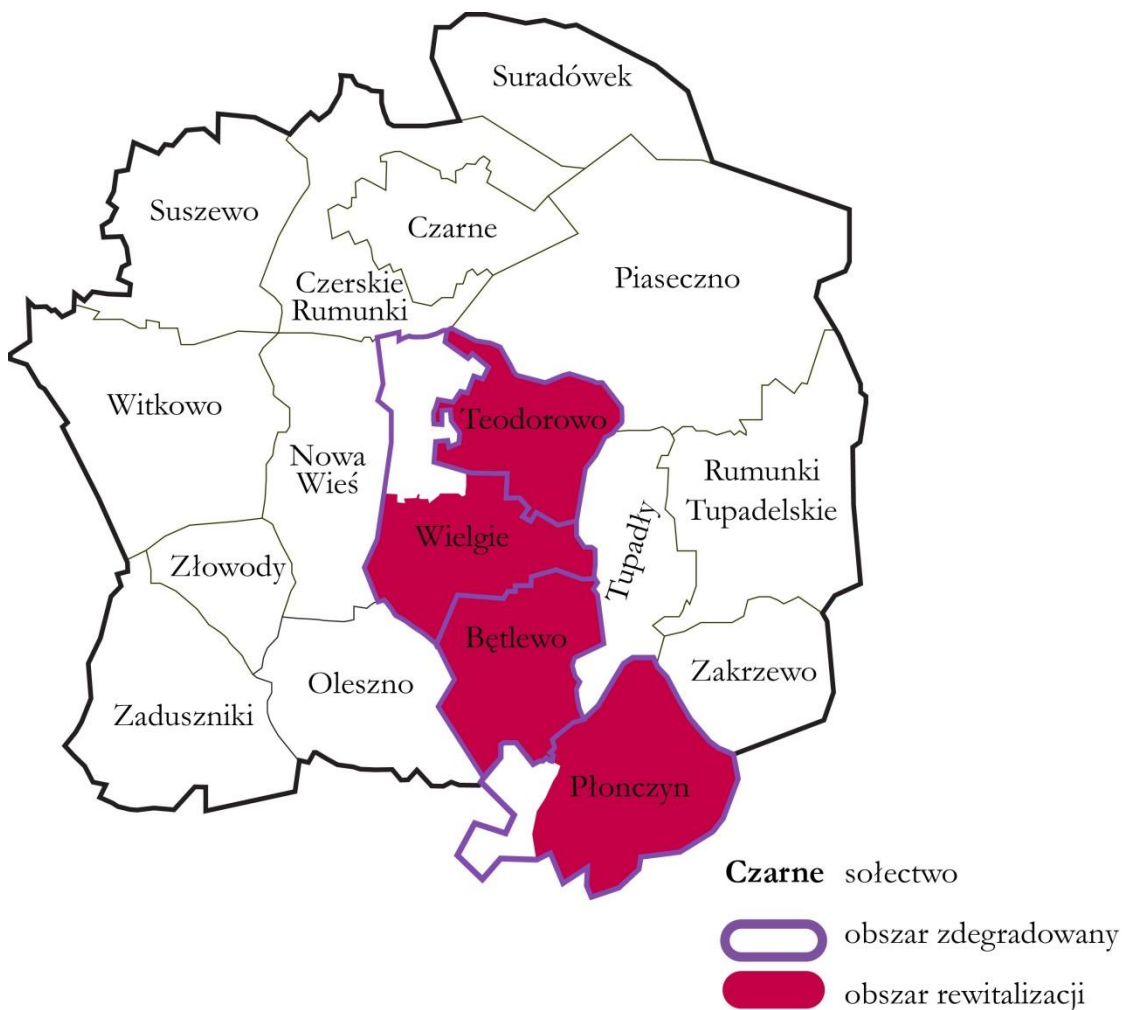 Suradówek
Suszewo
Czarne
Piaseczno
Czerskie
Rumunki
Witkowo
Teodorowo
Nowa
Wieś
Rumunki
Tupadelskie
Wielgie
Złowody
Tupadły
Bętlewo
Oleszno
Zakrzewo
Zaduszniki
Płonczyn
Czarne sołectwo
obszar zdegradowany
obszar rewitalizacji